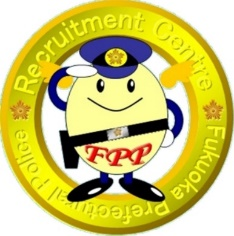 Recruitment Centre
Fukuoka Prefectural Police
FPP